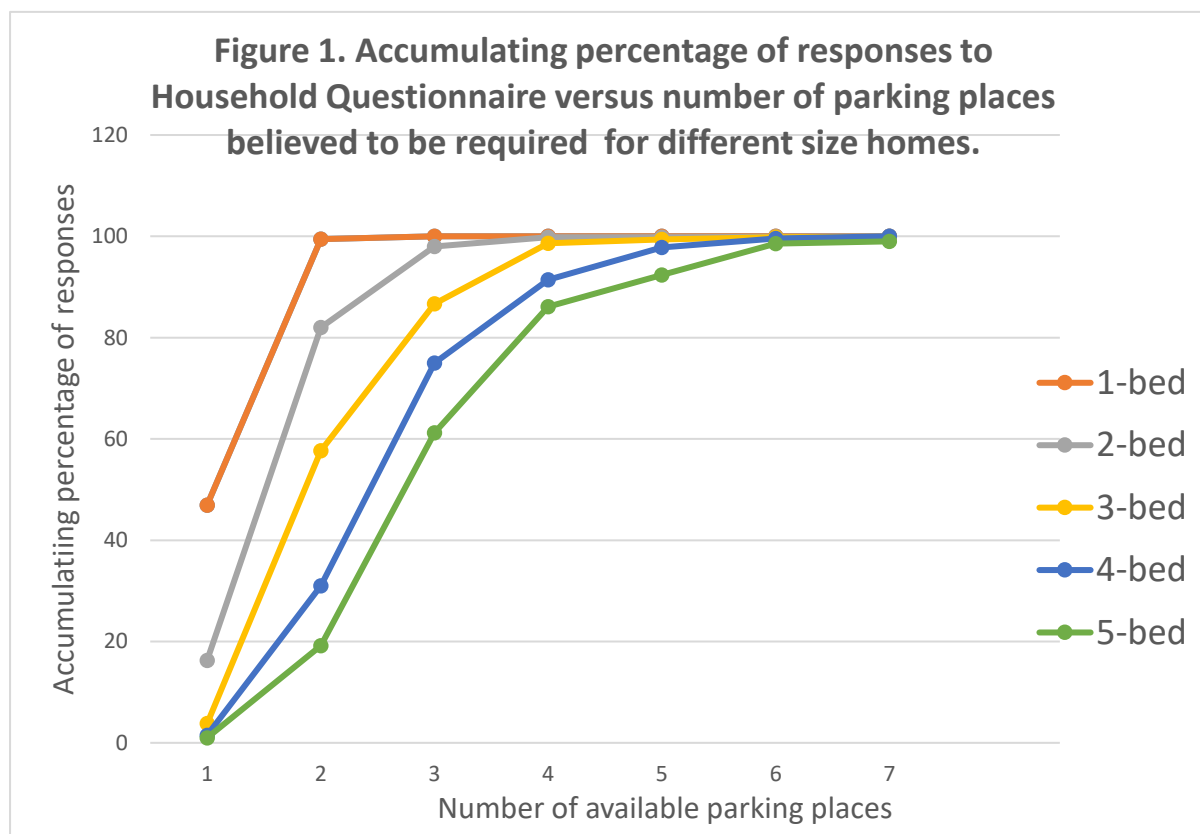 Figure 1. Accumulating percentage of responses to
Household Questionnaire versus number of parking places
believed to be required for different size homes.
120
100
80
60
40
20
0
Accumulatiing percentage of responses
1 2 3 4 5 6 7
Number of available parking places
1-bed
2-bed
3-bed
4-bed
5-bed